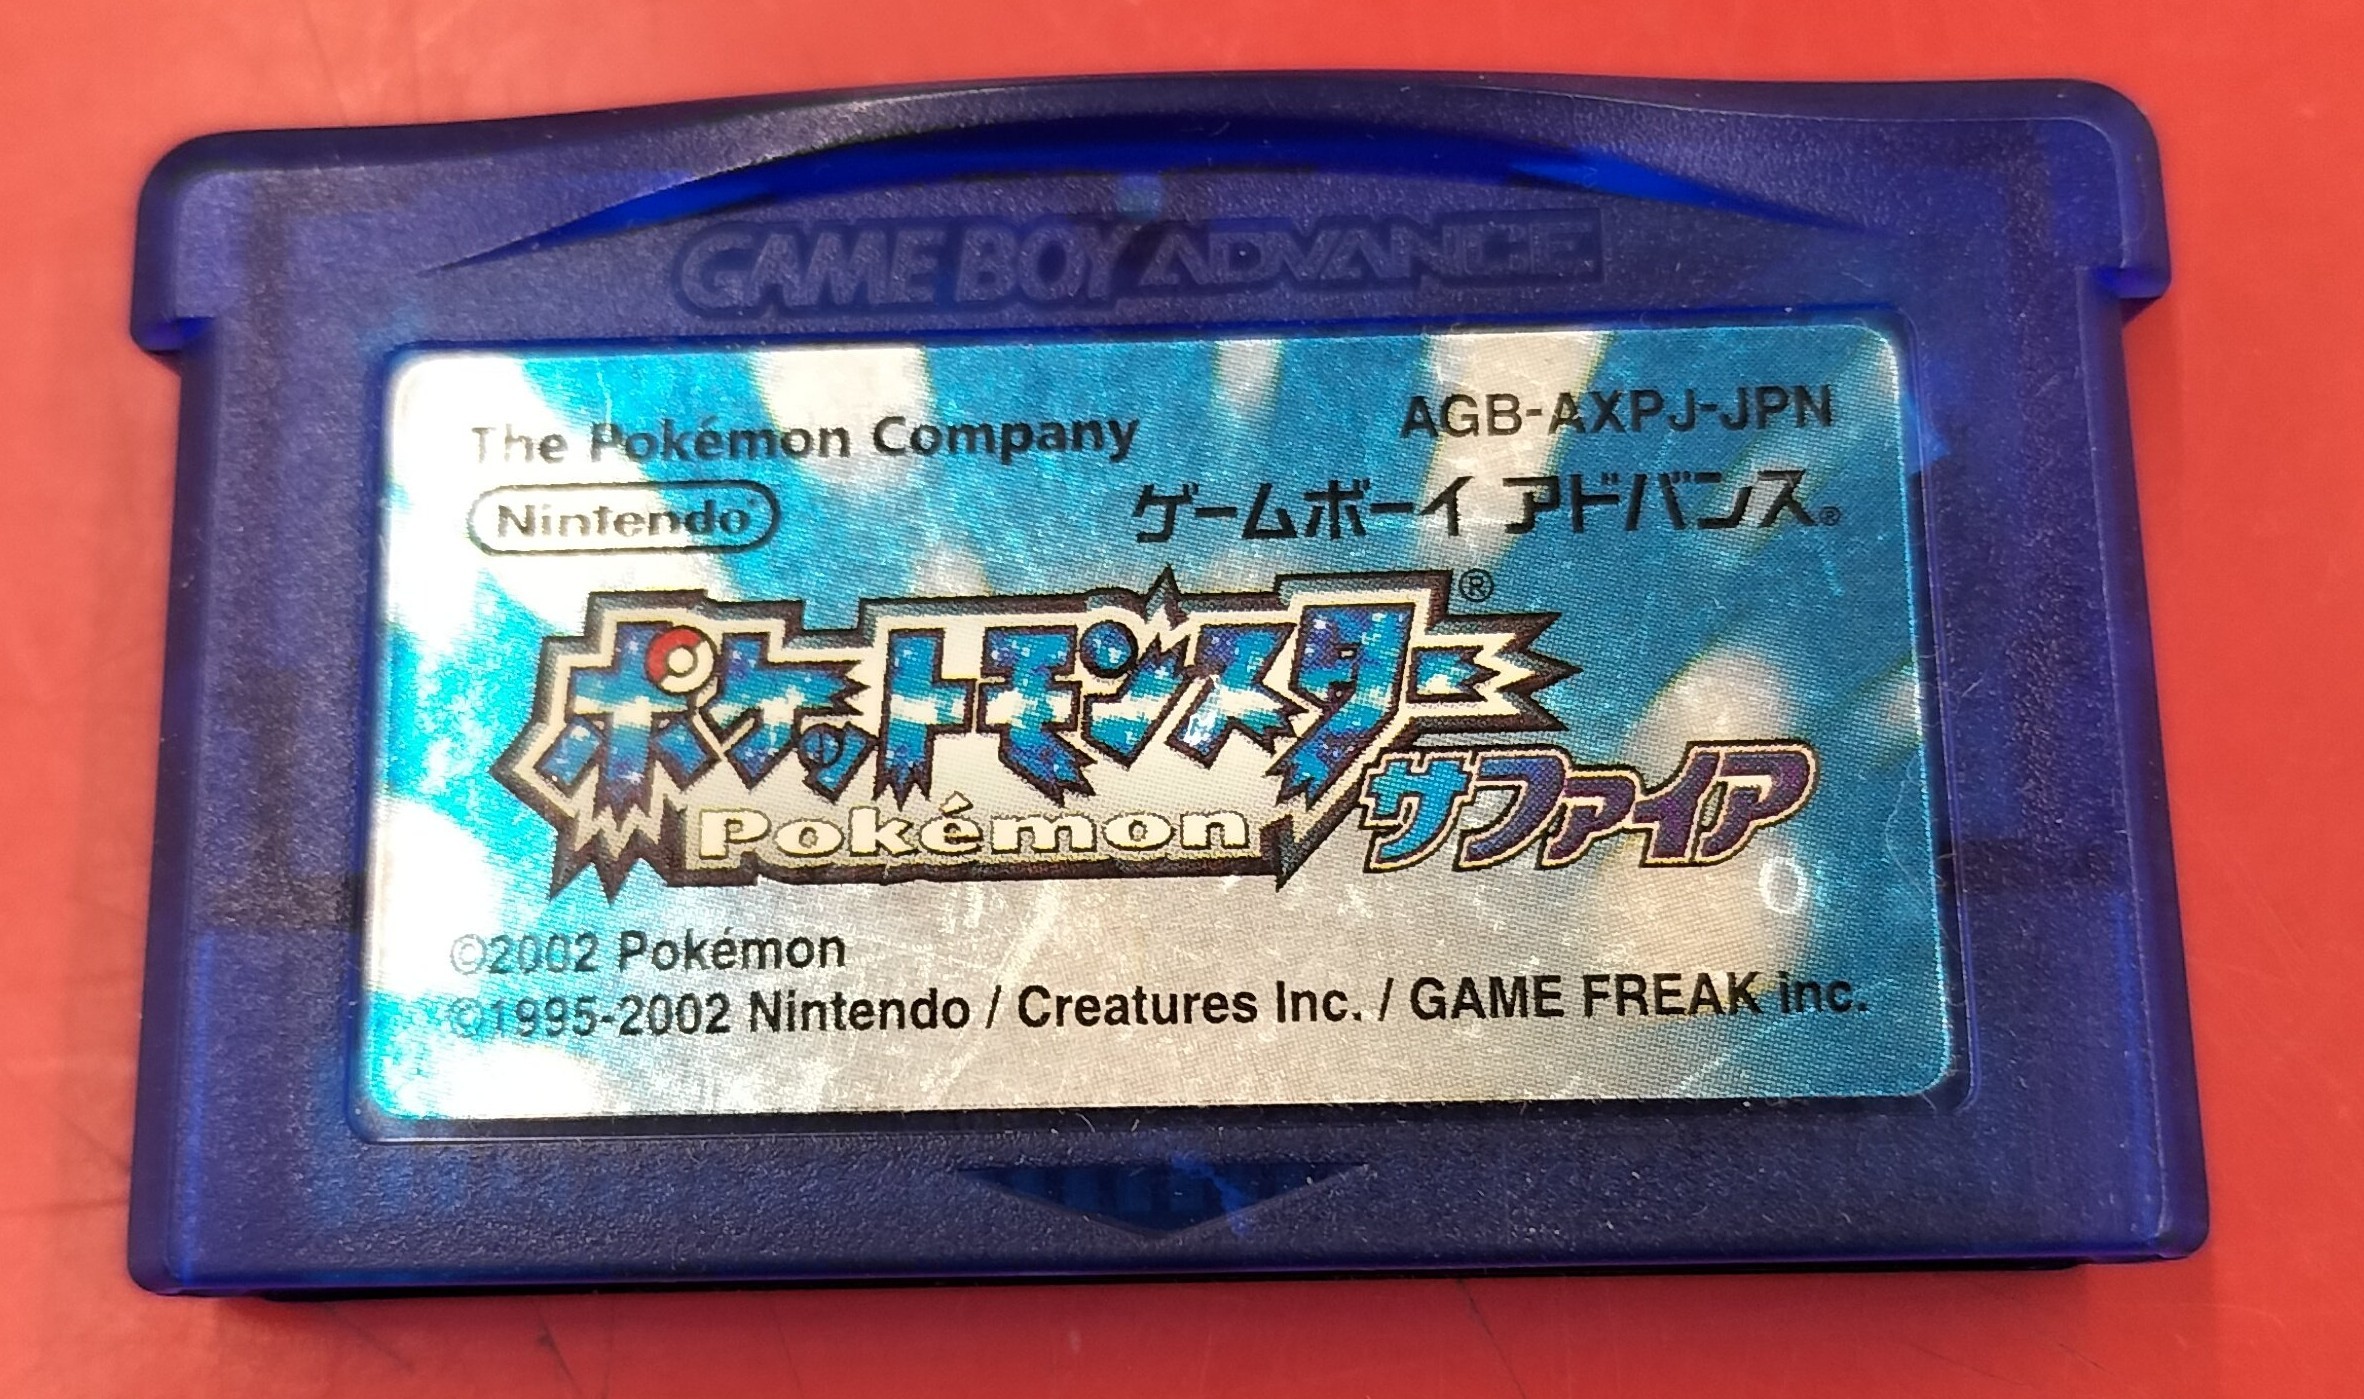 GAME BOY ADVANCE
The Pokémon Company
AGB-AXPJ-JPN
Nintendo®
ゲームボーイ アドバンス®
ポケットモンスター®
Pokémon
サファイア
0
©2002 Pokémon
©1995-2002 Nintendo / Creatures Inc. / GAME FREAK inc.